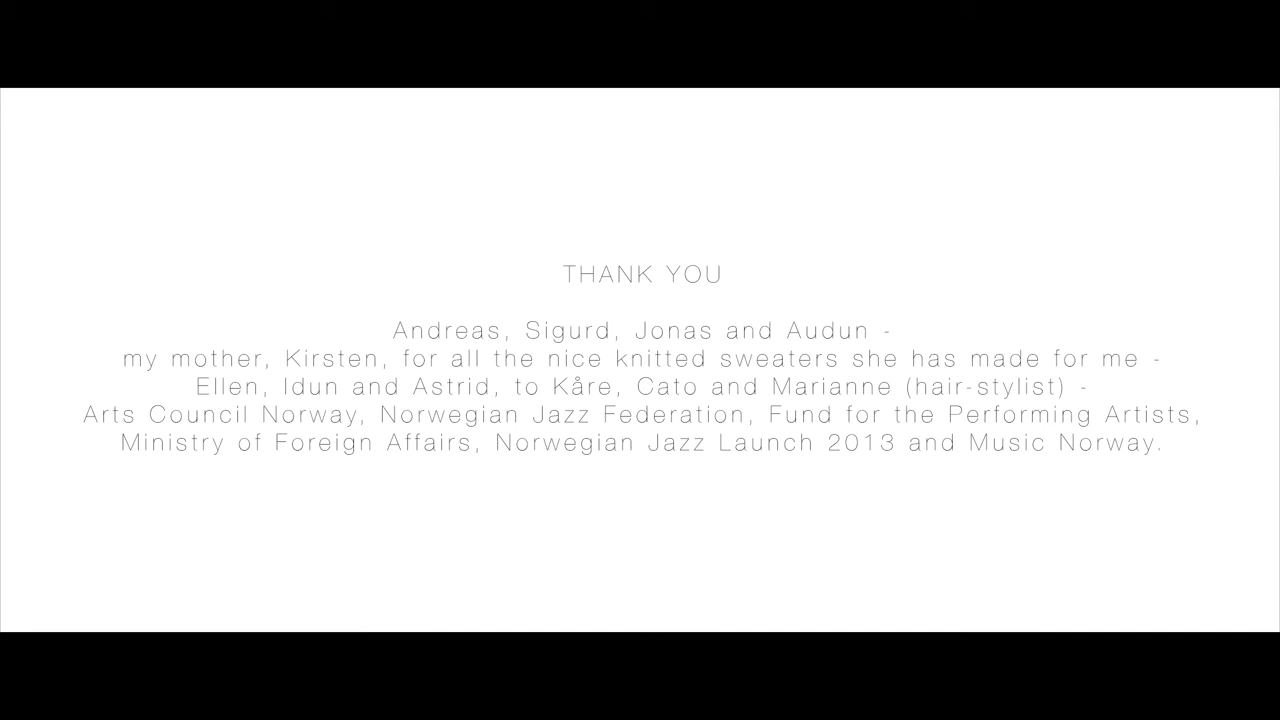 THANK YOU
Andreas, Sigurd, Jonas and Audun -
my mother, Kirsten, for all the nice knitted sweaters she has made for me -
Ellen, Idun and Astrid, to Kåre, Cato and Marianne (hair-stylist) -
Arts Council Norway, Norwegian Jazz Federation, Fund for the Performing Artists,
Ministry of Foreign Affairs, Norwegian Jazz Launch 2013 and Music Norway.